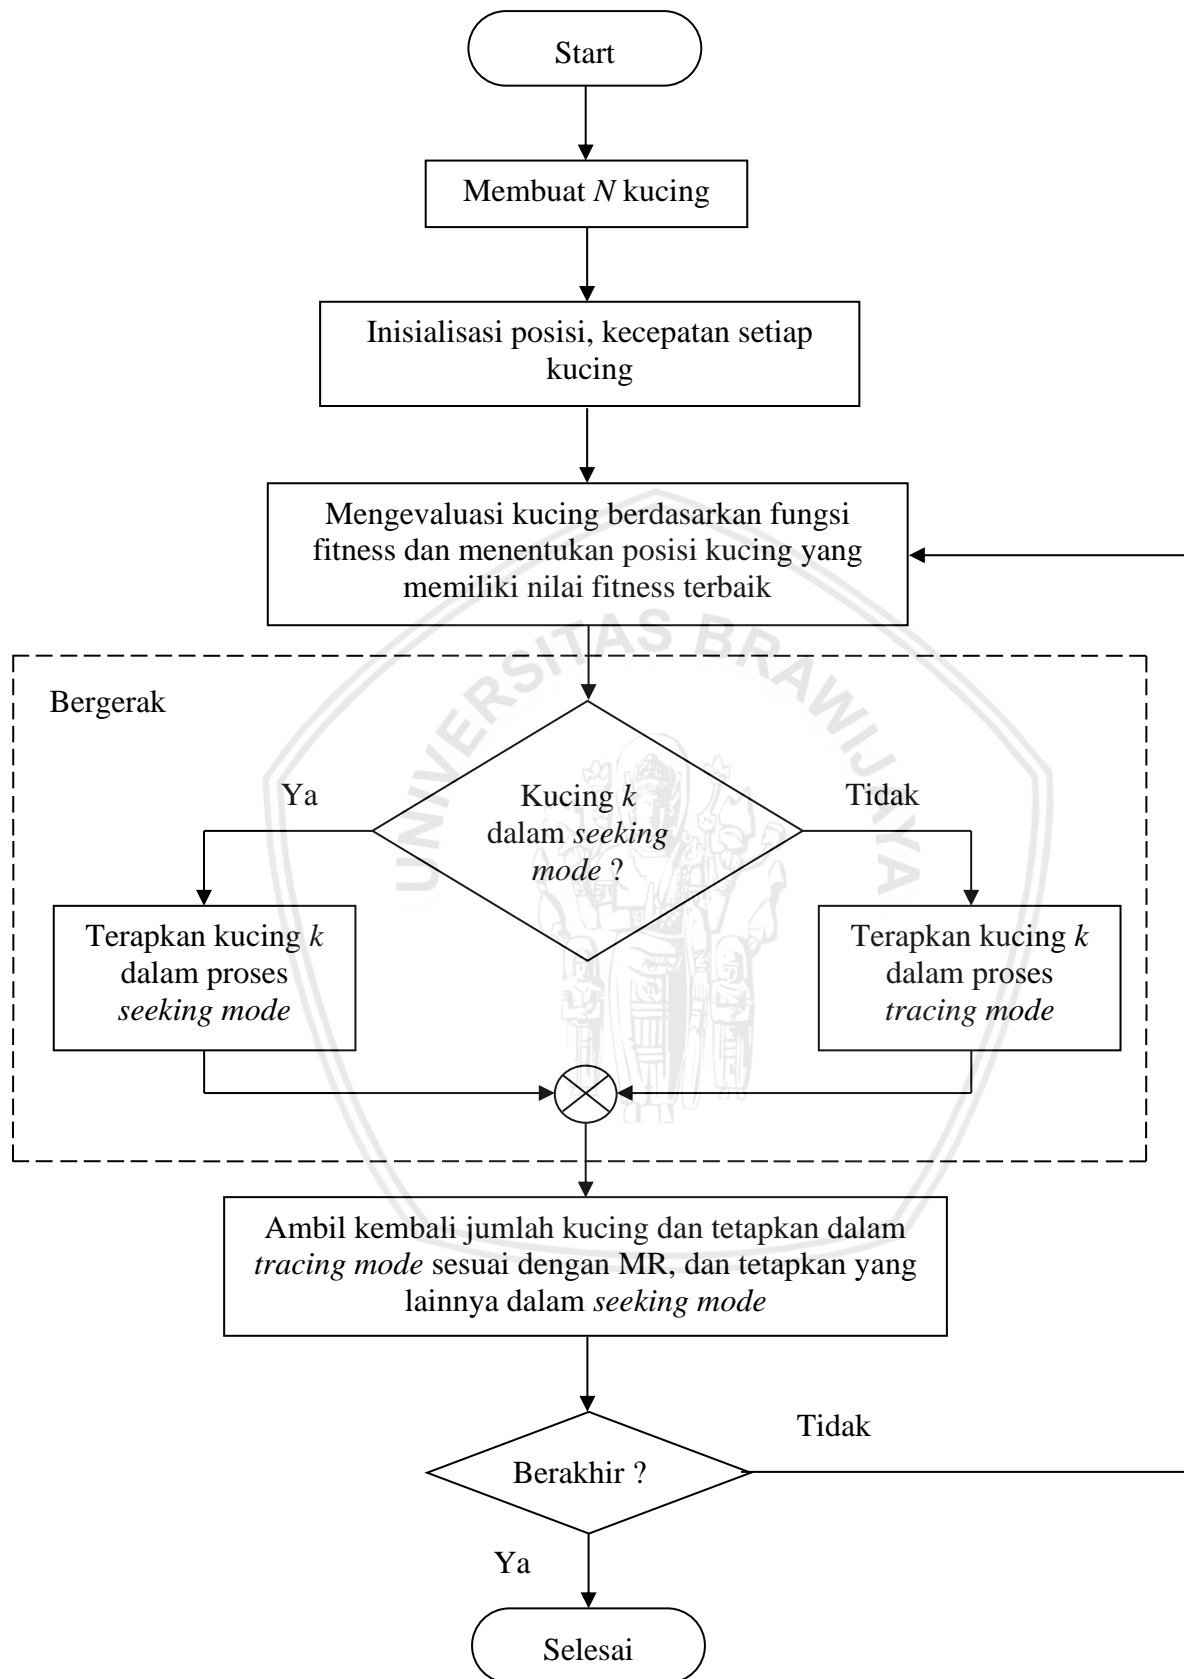 Start
Membuat N kucing
Inisialisasi posisi, kecepatan setiap
kucing
Mengevaluasi kucing berdasarkan fungsi
fitness dan menentukan posisi kucing yang
memiliki nilai fitness terbaik
UNIVERSITAS BRAWIJAYA
Bergerak
Ya
Kucing k
dalam seeking
mode ?
Tidak
Terapkan kucing k
dalam proses
seeking mode
Terapkan kucing k
dalam proses
tracing mode
Ambil kembali jumlah kucing dan tetapkan dalam
tracing mode sesuai dengan MR, dan tetapkan yang
lainnya dalam seeking mode
Tidak
Berakhir ?
Ya
Selesai